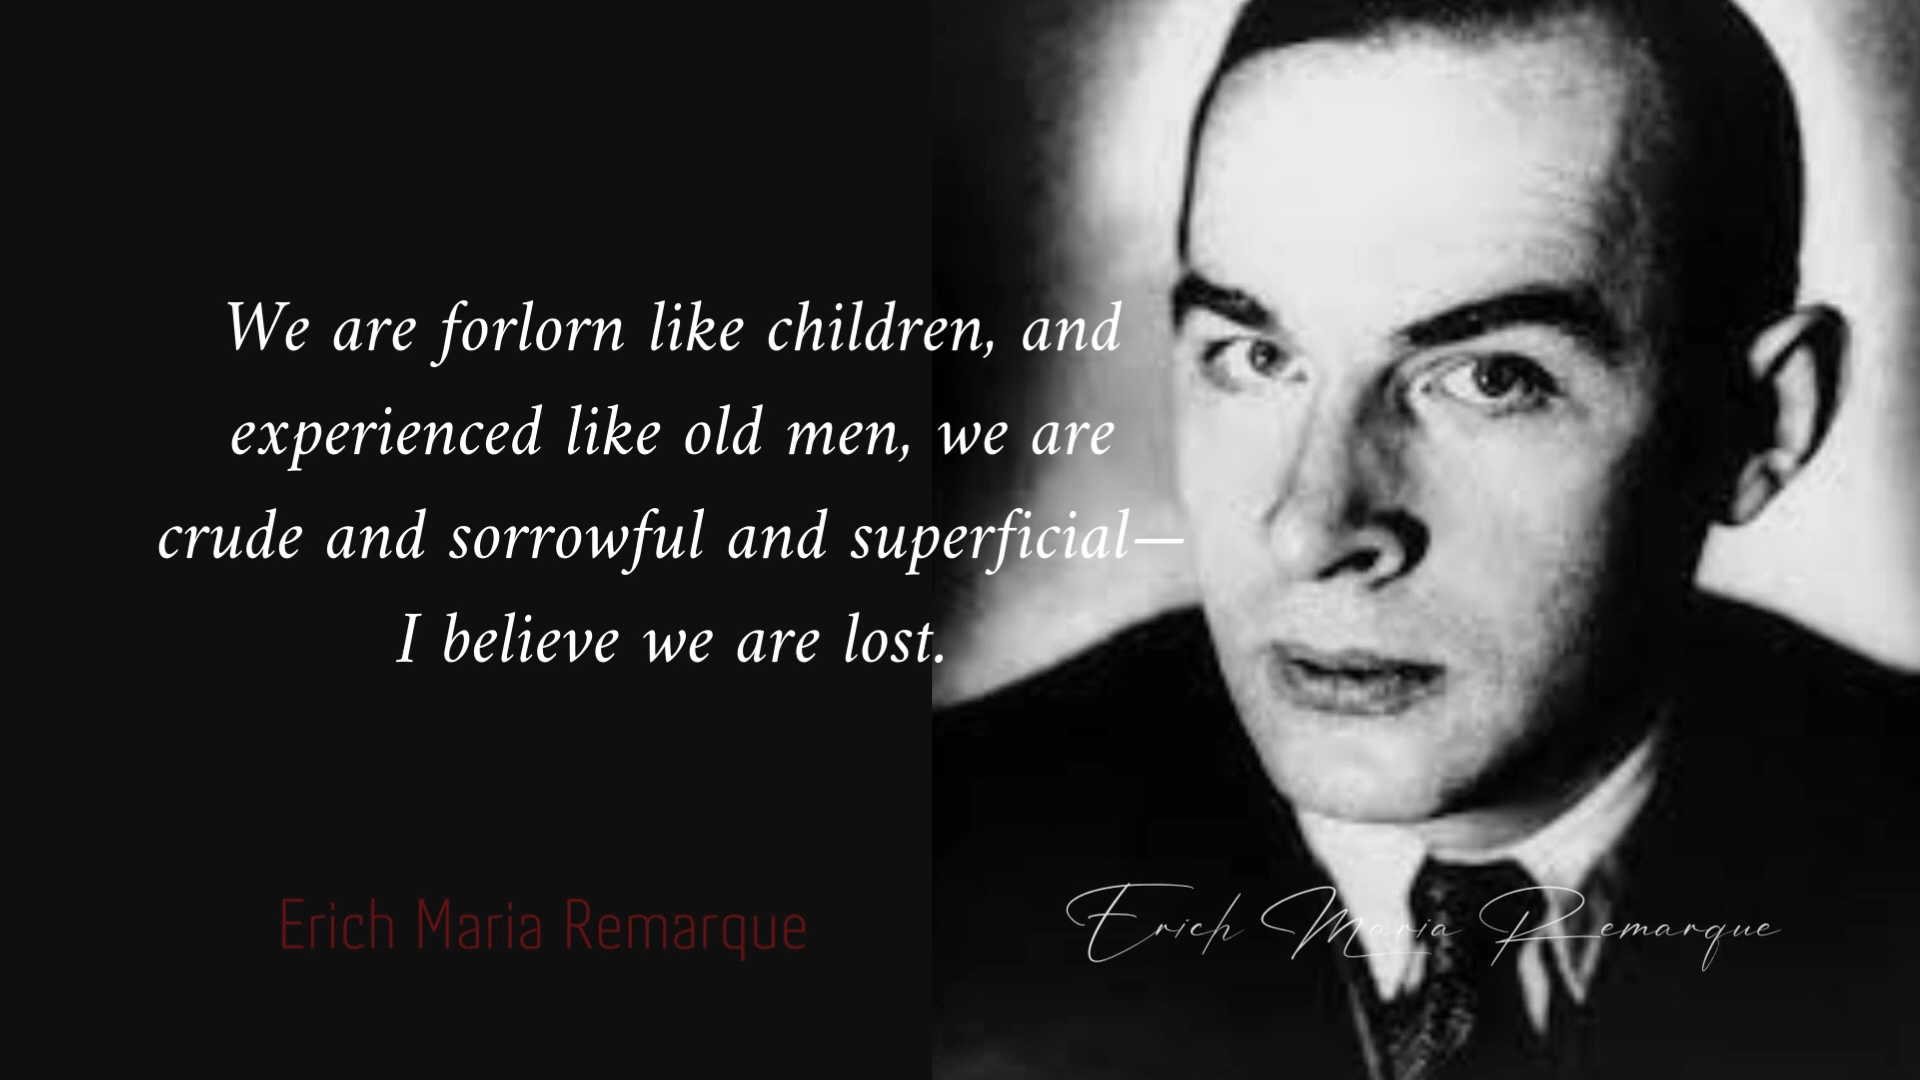 We are forlorn like children, and
experienced like old men, we are
crude and sorrowful and superficial—
I believe we are lost.
Erich Maria Remarque
Erich Maria Remarque